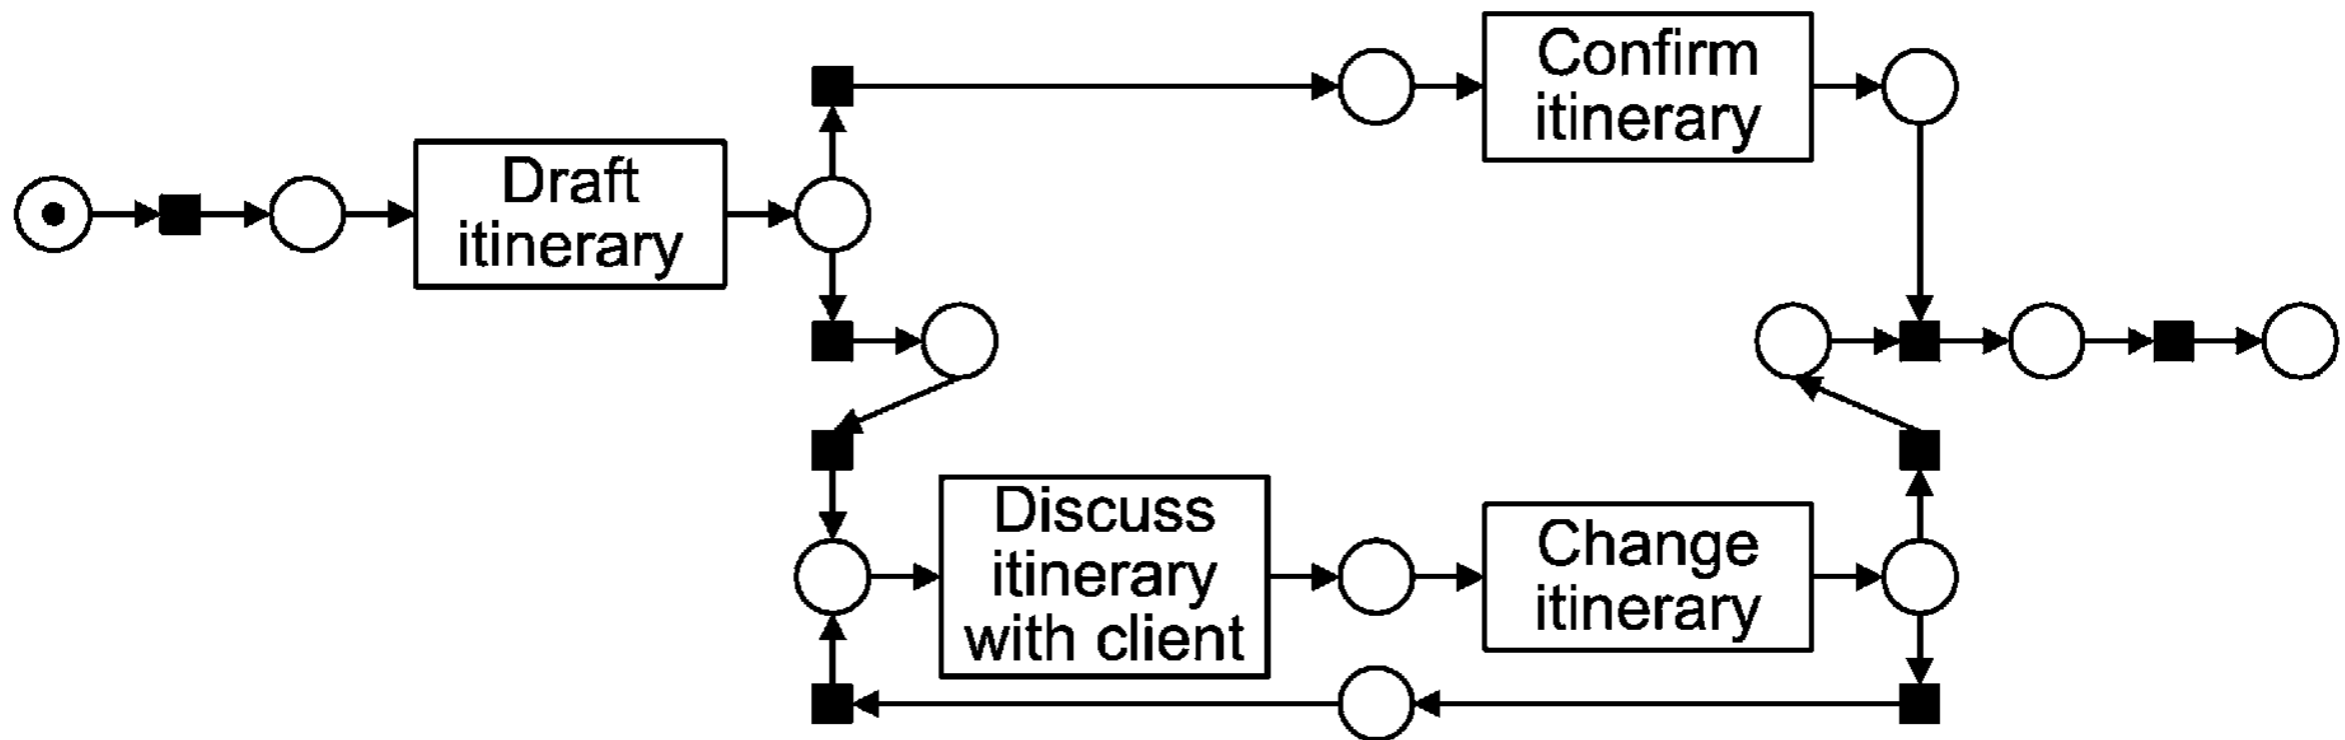 Draft
itinerary
Confirm
itinerary
Discuss
itinerary
with client
Change
itinerary